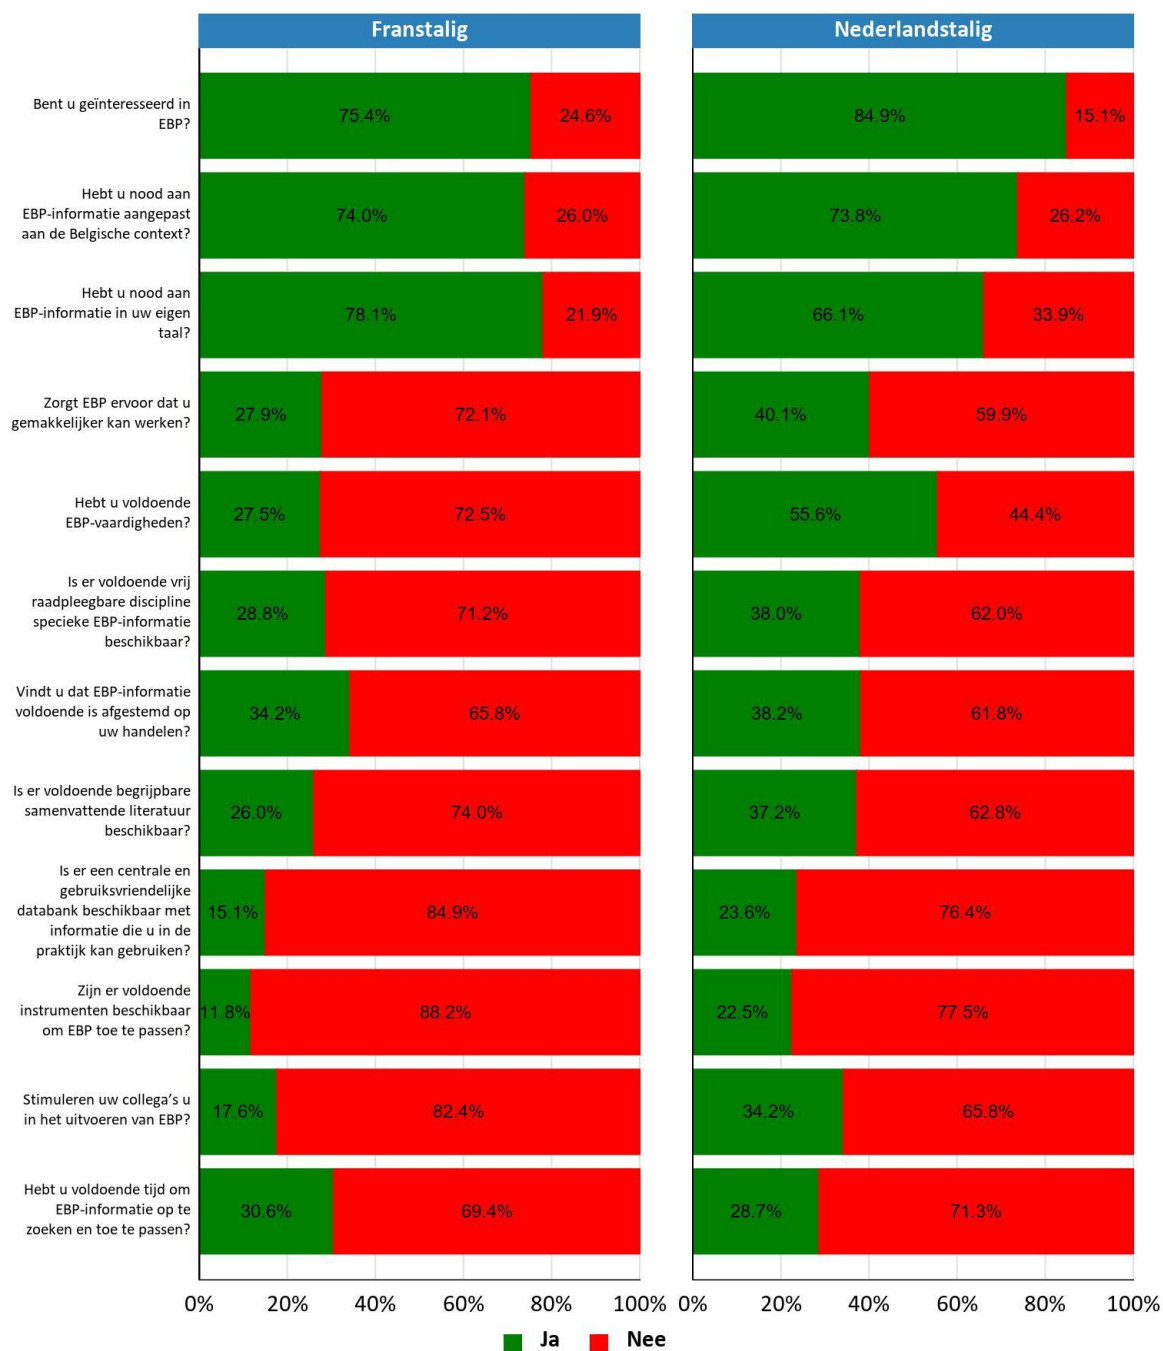 Franstalig
Nederlandstalig
Bent u geïnteresseerd in
EBP?
75.4%
24.6%
84.9%
15.1%
Hebt u nood aan
EBP-informatie aangepast
aan de Belgische context?
74.0%
26.0%
73.8%
26.2%
Hebt u nood aan
EBP-informatie in uw eigen
taal?
78.1%
21.9%
66.1%
33.9%
Zorgt EBP ervoor dat u
gemakkelijker kan werken?
27.9%
72.1%
40.1%
59.9%
Hebt u voldoende
EBP-vaardigheden?
27.5%
72.5%
55.6%
44.4%
Is er voldoende vrij
raadpleegbare discipline
specieke EBP-informatie
beschikbaar?
28.8%
71.2%
38.0%
62.0%
Vindt u dat EBP-informatie
voldoende is afgestemd op
uw handelen?
34.2%
65.8%
38.2%
61.8%
Is er voldoende begrijpbare
samenvattende literatuur
beschikbaar?
26.0%
74.0%
37.2%
62.8%
Is er een centrale en
gebruiksvriendelijke
databank beschikbaar met
informatie die u in de
praktijk kan gebruiken?
15.1%
84.9%
23.6%
76.4%
Zijn er voldoende
instrumenten beschikbaar
om EBP toe te passen?
11.8%
88.2%
22.5%
77.5%
Stimuleren uw collega’s u
in het uitvoeren van EBP?
17.6%
82.4%
34.2%
65.8%
Hebt u voldoende tijd om
EBP-informatie op te
zoeken en toe te passen?
30.6%
69.4%
28.7%
71.3%
0% 20% 40% 60% 80% 100%
0% 20% 40% 60% 80% 100%
Ja Nee